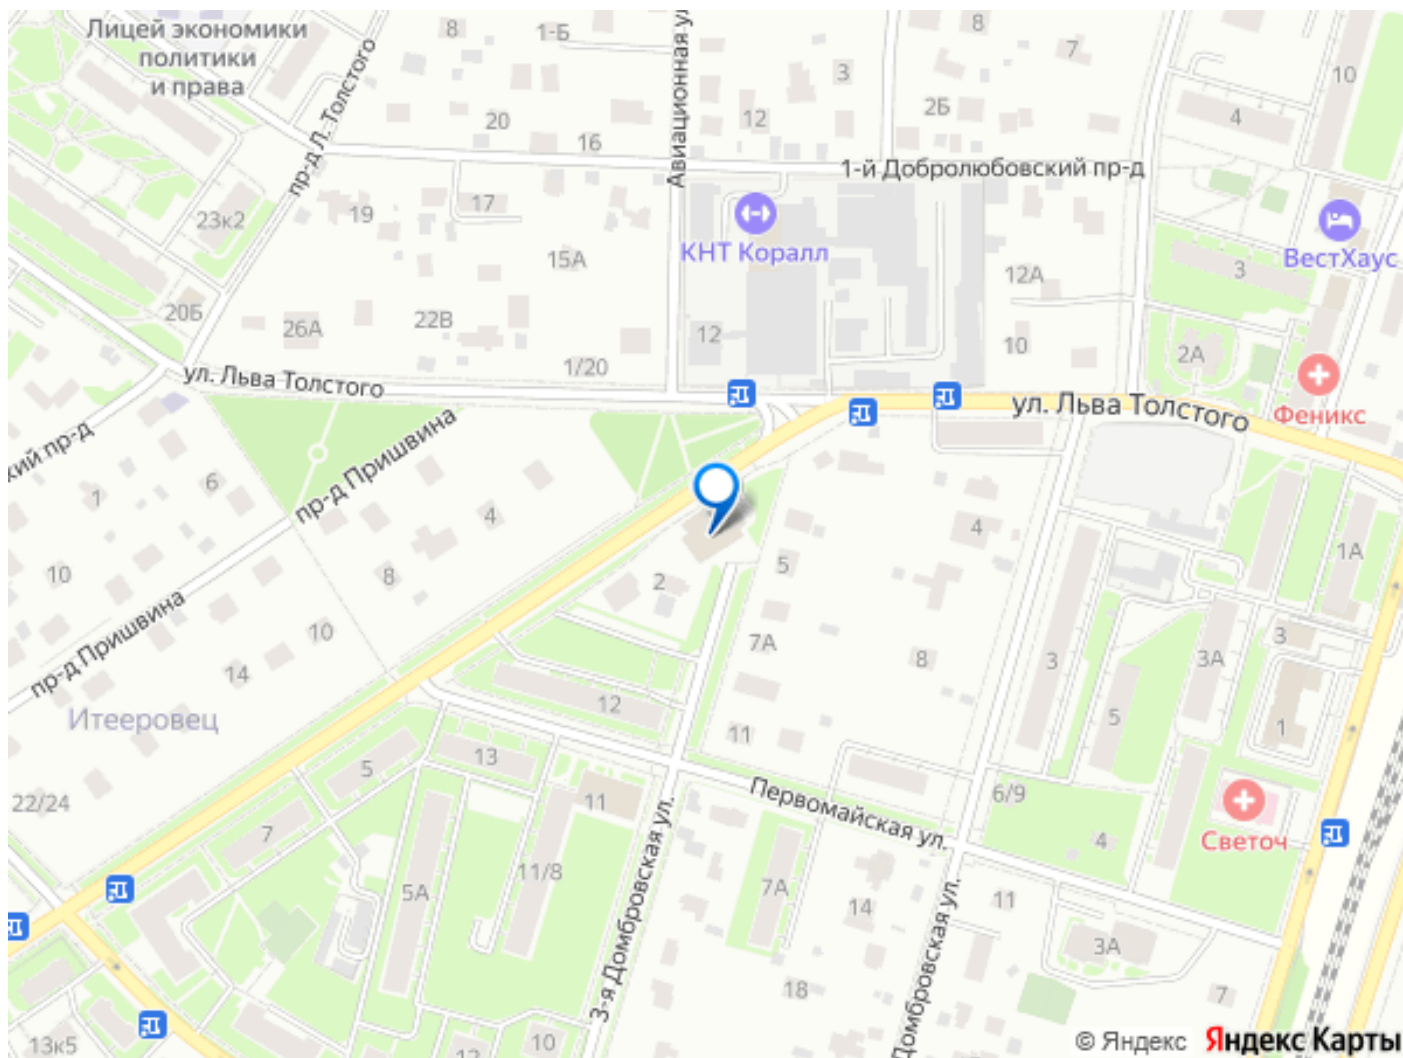 Лицей экономики
политики
и права
8
1-Б
Авиационная ул
8
7
10
3
2Б
12
4
20
16
пр-д Л. Толстого
1-й Добролюбовский пр-д
17
19
23к2
КНТ Коралл
ВестХаус
15А
12А
3
20Б
26А
22В
12
10
2А
1/20
ул. Льва Толстого
ул. Льва Толстого
Феникс
кий пр-д
пр-д Пришвина
6
1
4
4
1А
10
8
2
5
пр-д Пришвина
10
7А
8
3
3А
3
14
Итееровец
12
5
11
1
13
5
22/24
11
Первомайская ул.
6/9
7
4
Светоч
11/8
5А
7А
14
11
3-я Домбровская ул.
Домбровская ул.
3А
18
7
13к5
12
10
© Яндекс Яндекс Карты